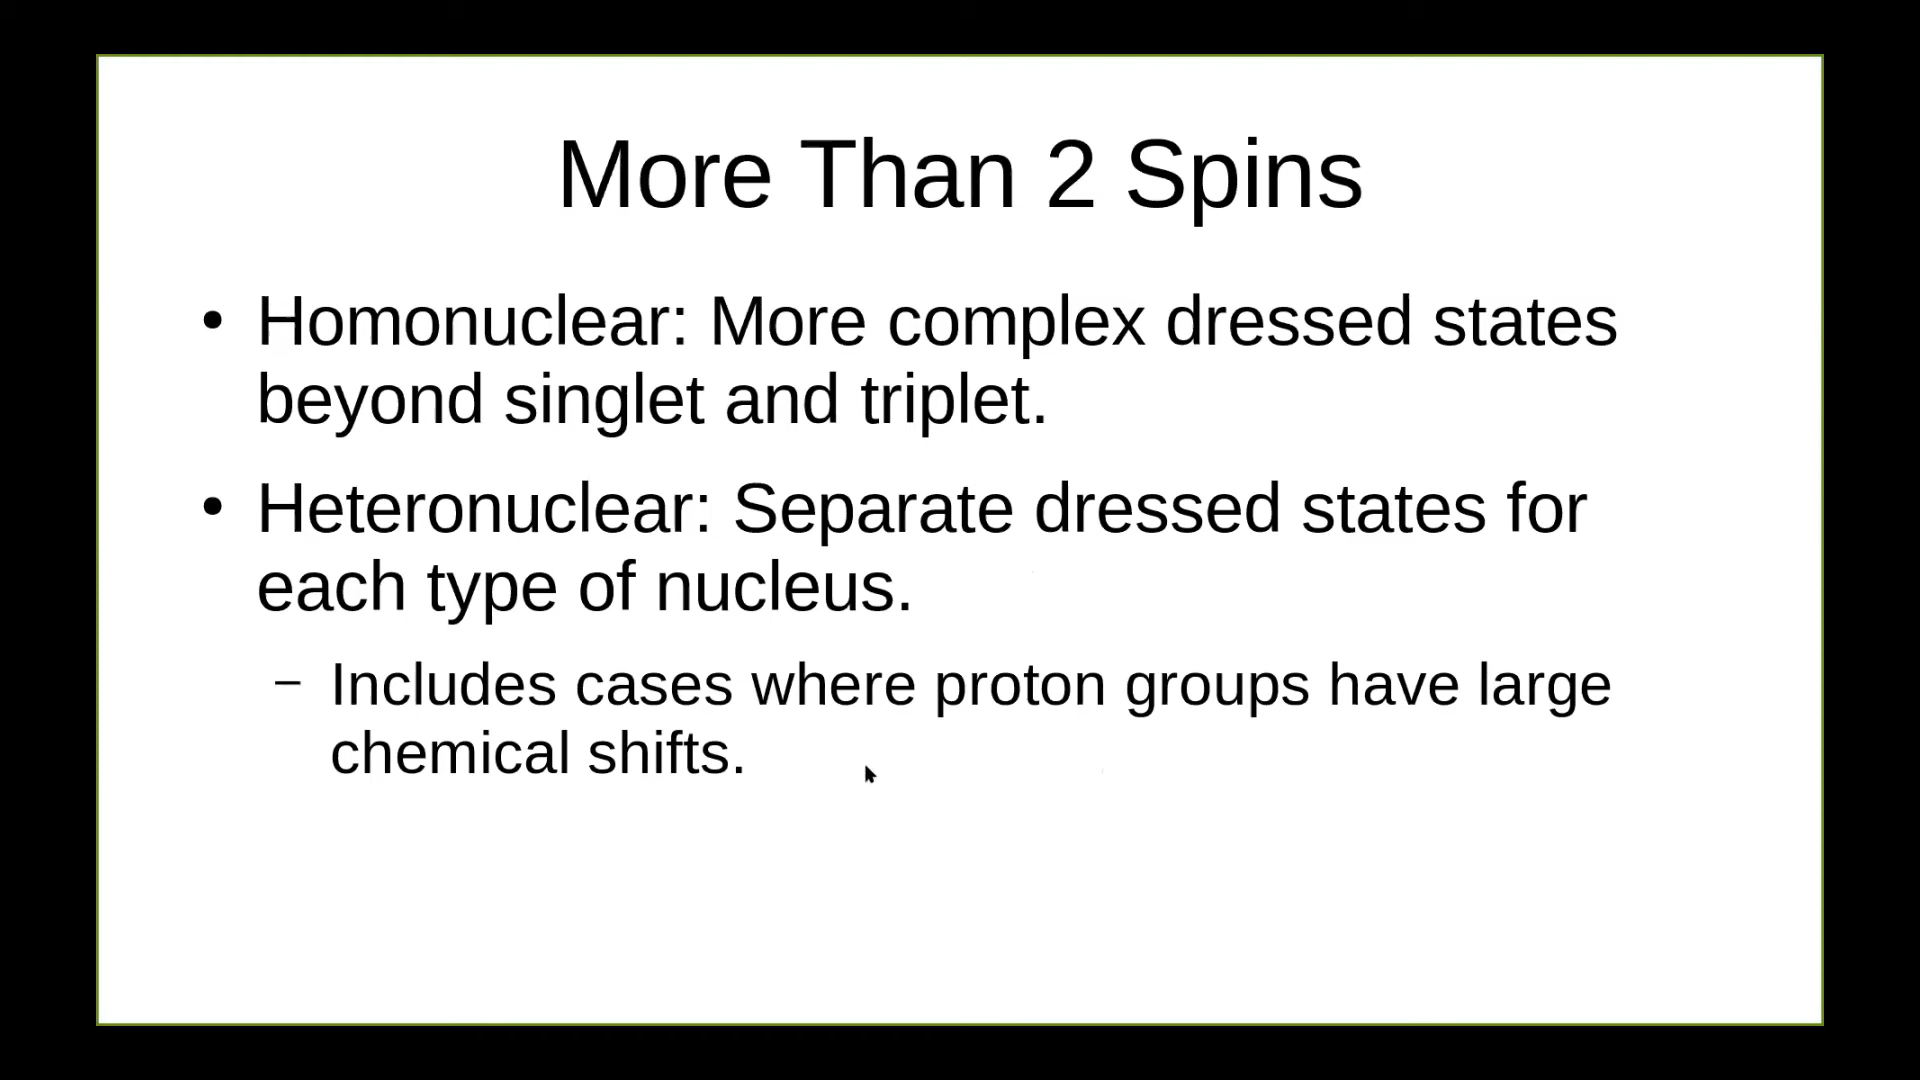 More Than 2 Spins
• Homonuclear: More complex dressed states
beyond singlet and triplet.
• Heteronuclear: Separate dressed states for
each type of nucleus.
– Includes cases where proton groups have large
chemical shifts.